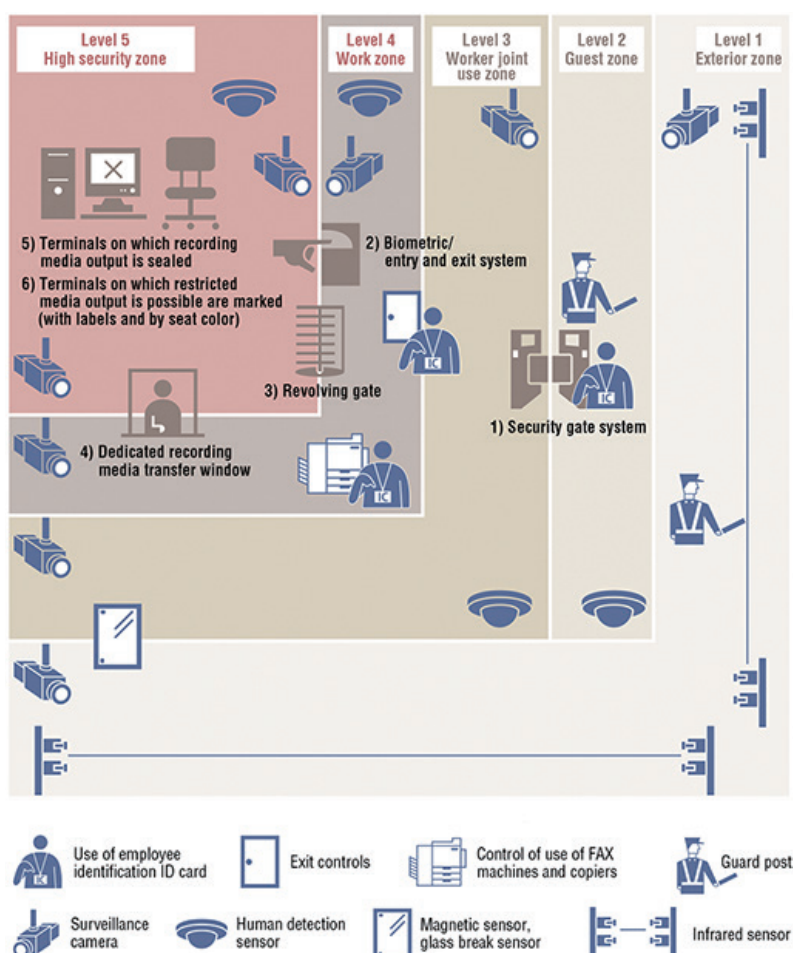 Level 5
High security zone
Level 4
Work zone
Level 3
Worker joint
use zone
Level 2
Guest zone
Level 1
Exterior zone
5) Terminals on which recording
media output is sealed
6) Terminals on which restricted
media output is possible are marked
(with labels and by seat color)
2) Biometric/
entry and exit system
IC
3) Revolving gate
IC
1) Security gate system
4) Dedicated recording
media transfer window
IC
Use of employee
identification ID card
IC
Exit controls
Control of use of FAX
machines and copiers
Guard post
Surveillance
camera
Human detection
sensor
Magnetic sensor,
glass break sensor
Infrared sensor